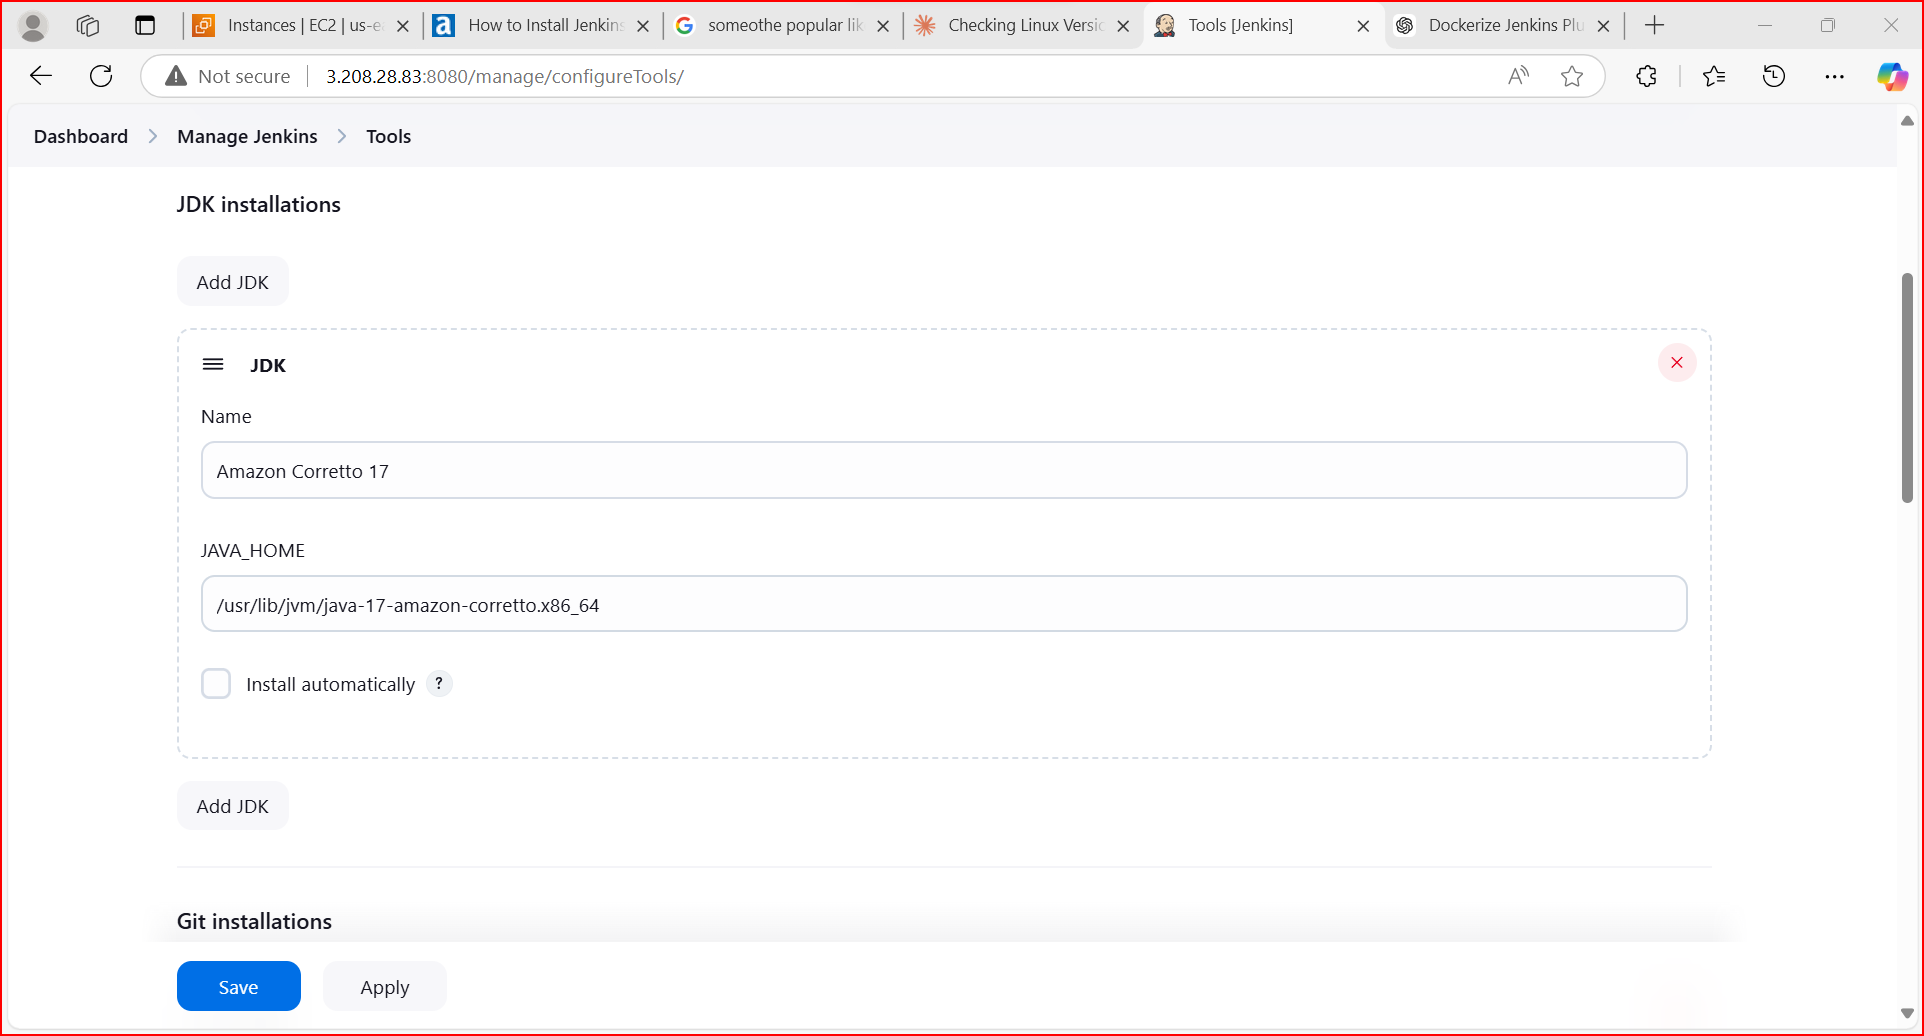 Instances | EC2 | us-ea
How to Install Jenkins
someothe popular lik
Checking Linux Versio
Tools [Jenkins]
Dockerize Jenkins Plu
Not secure
3.208.28.83:8080/manage/configureTools/
Dashboard
Manage Jenkins
Tools
JDK installations
Add JDK
JDK
Name
Amazon Corretto 17
JAVA_HOME
/usr/lib/jvm/java-17-amazon-corretto.x86_64
Install automatically ?
Add JDK
Git installations
Save
Apply